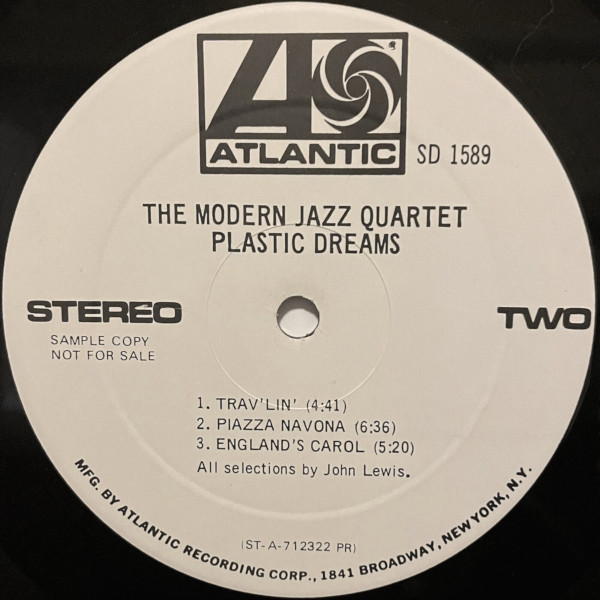 ATLANTIC SD 1589
THE MODERN JAZZ QUARTET
PLASTIC DREAMS
STEREO
TWO
SAMPLE COPY
NOT FOR SALE
1. TRAV'LIN' (4:41)
2. PIAZZA NAVONA (6:36)
3. ENGLAND'S CAROL (5:20)
All selections by John Lewis.
(ST-A-712322 PR)
MFG. BY ATLANTIC RECORDING CORP., 1841 BROADWAY, NEW YORK, N.Y.